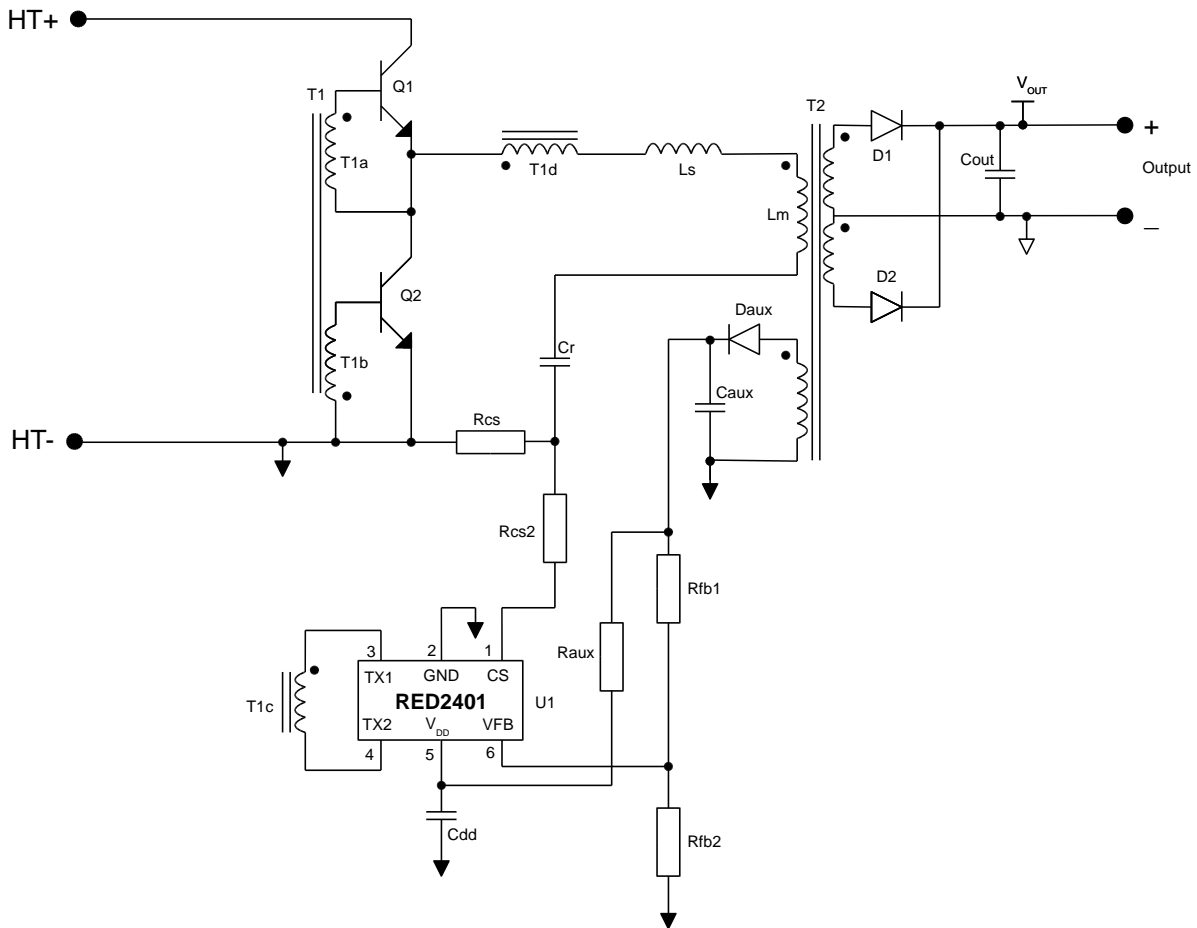 HT+
Q1
T1
T1a
T1d
Ls
Lm
T2
D1
VOUT
+
Cout
Output
–
D2
Q2
T1b
Cr
Daux
Caux
Rcs
HT-
Rcs2
Rfb1
Raux
3
2
1
TX1
GND
CS
RED2401
U1
T1c
TX2
VDD
VFB
4
5
6
Cdd
Rfb2